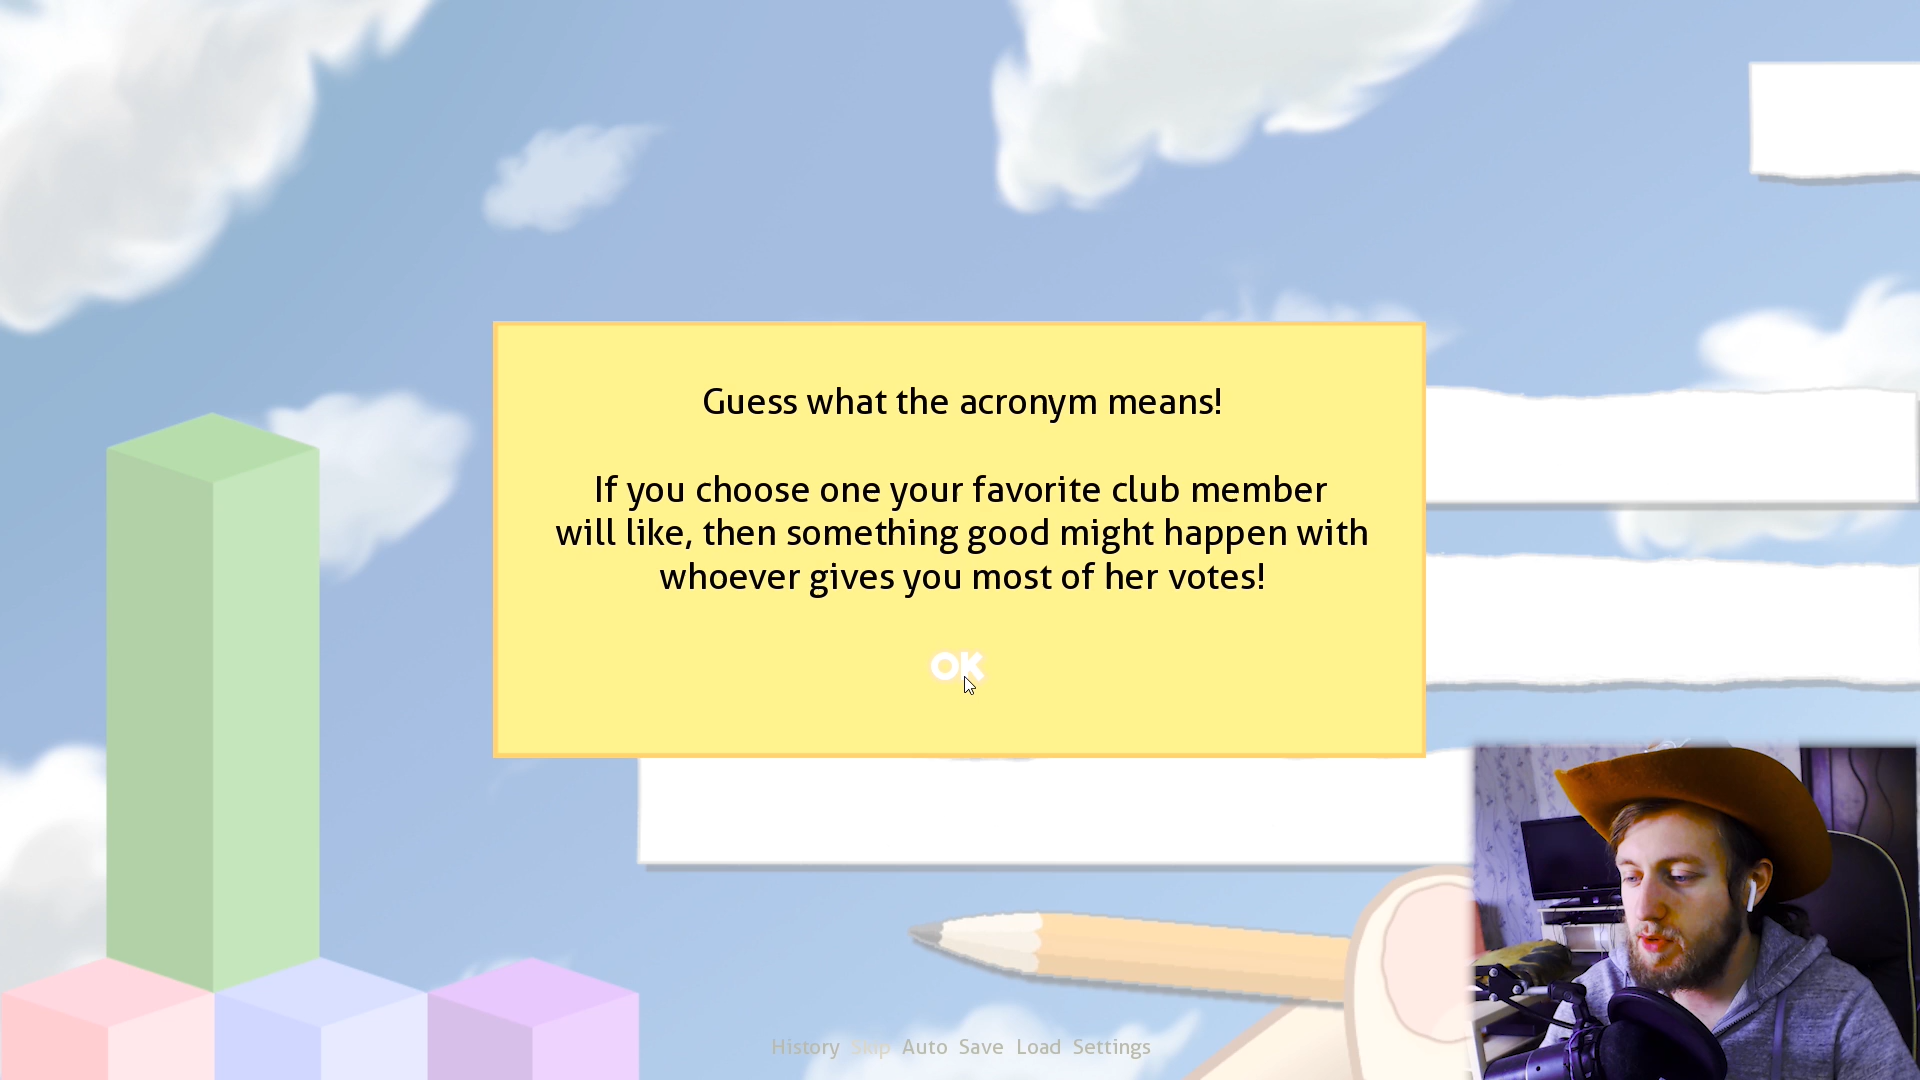 Guess what the acronym means!
If you choose one your favorite club member
will like, then something good might happen with
whoever gives you most of her votes!
OK
History Skip Auto Save Load Settings